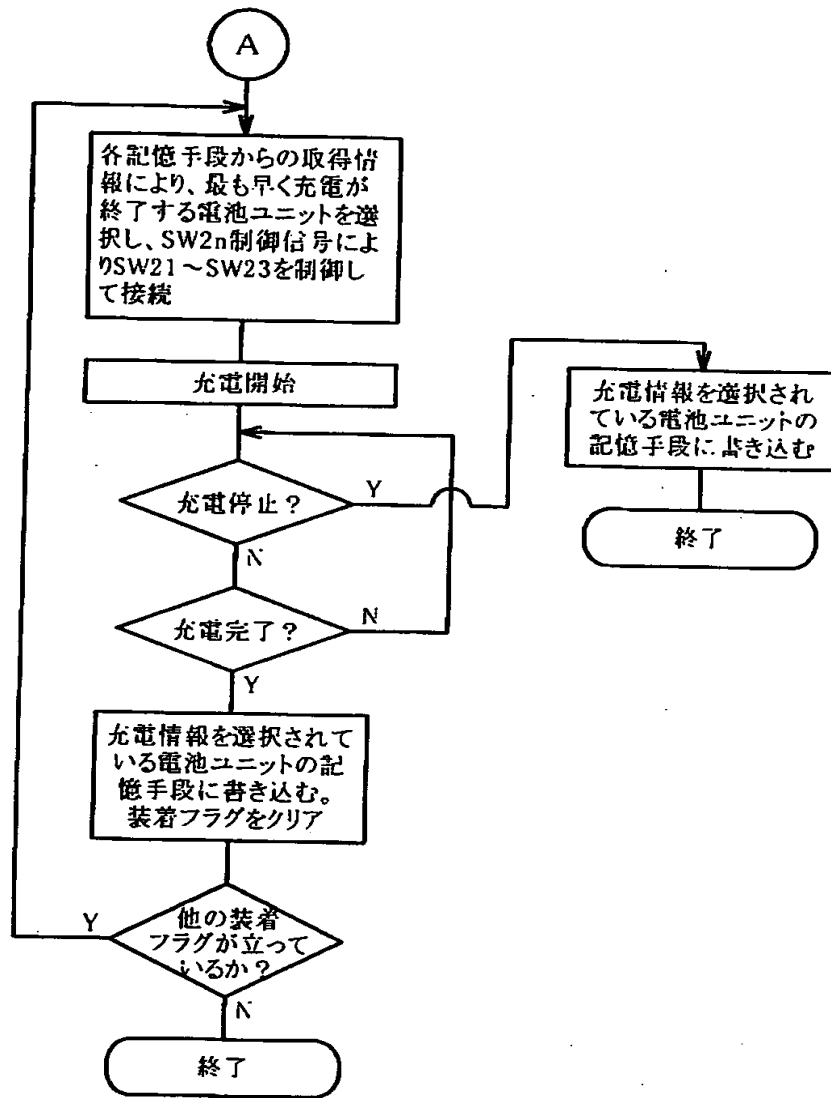 A
各記憶手段からの取得情
報により、最も早く充電が
終了する電池ユニットを選
択し、SW2n制御信号によ
りSW21～SW23を制御し
て接続
充電開始
充電停止？
Y
N
充電完了？
N
Y
充電情報を選択されて
いる電池ユニットの記
憶手段に書き込む。
装着フラグをクリア
他の装着
フラグが立って
いるか？
Y
N
終了
充電情報を選択され
ている電池ユニットの
記憶手段に書き込む
終了